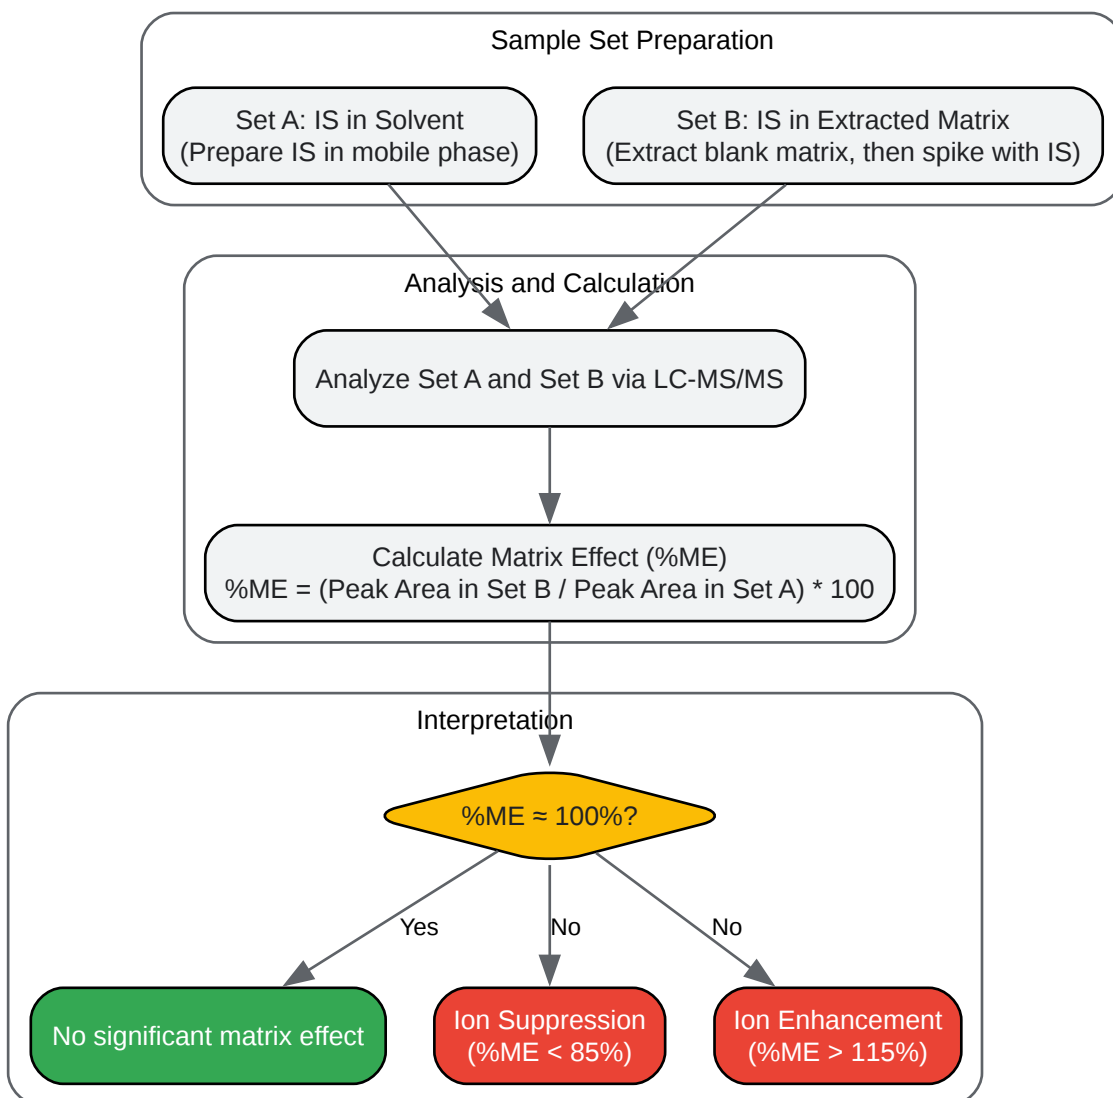 Sample Set Preparation
Set A: IS in Solvent
(Prepare IS in mobile phase)
Set B: IS in Extracted Matrix
(Extract blank matrix, then spike with IS)
Analysis and Calculation
Analyze Set A and Set B via LC-MS/MS
Calculate Matrix Effect (%ME)
%ME = (Peak Area in Set B / Peak Area in Set A) * 100
Interpretation
%ME ≈ 100%?
Yes
No
No
No significant matrix effect
Ion Suppression
(%ME < 85%)
Ion Enhancement
(%ME > 115%)